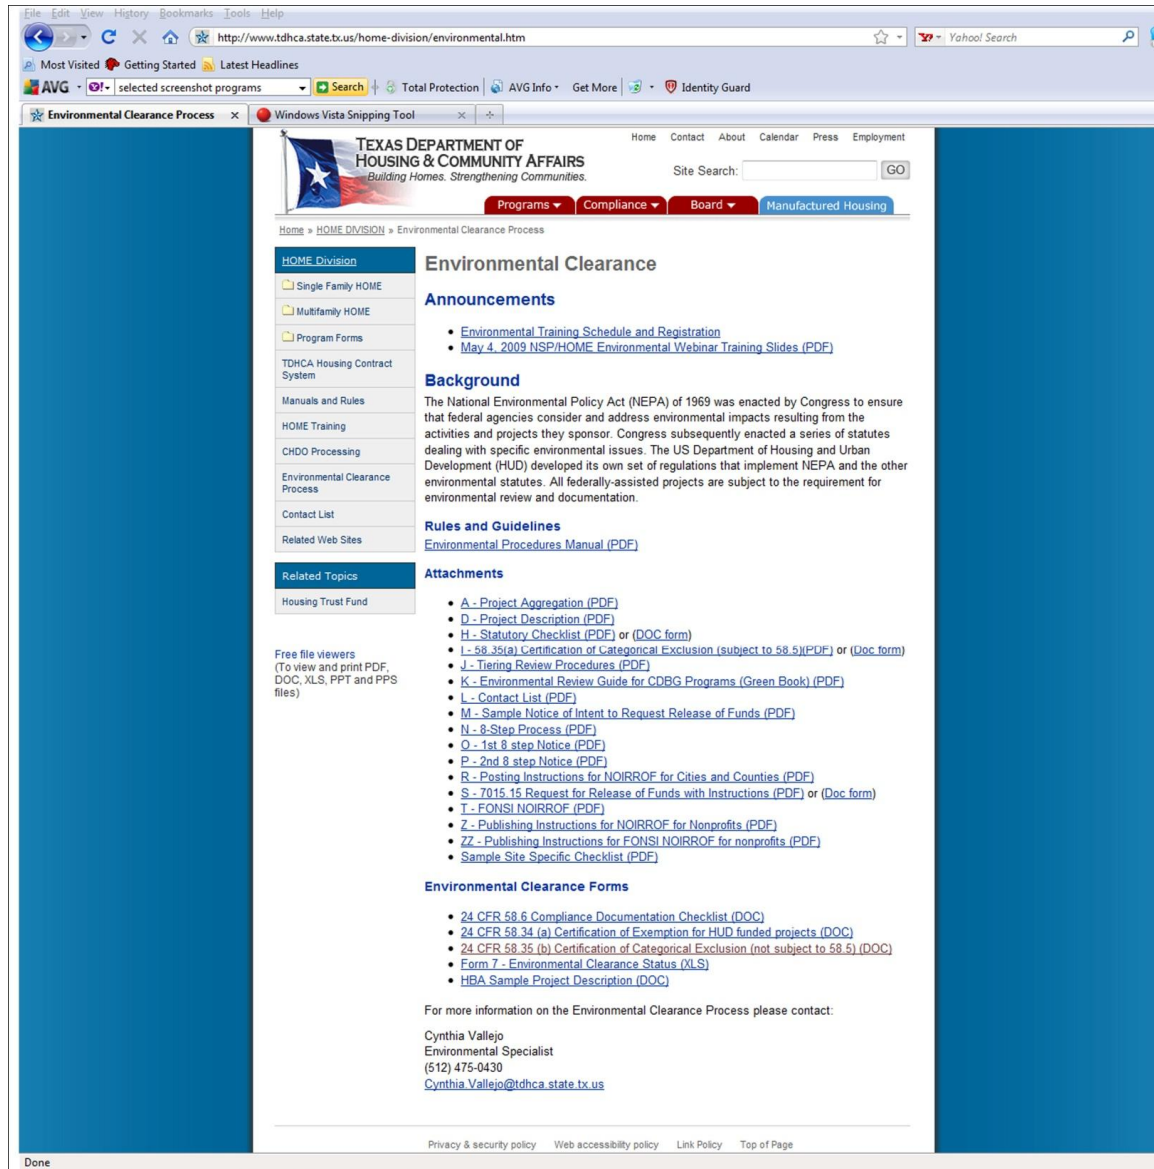 File Edit View History Bookmarks Tools Help
http://www.tdhca.state.tx.us/home-division/environmental.htm
Yahoo! Search
Most Visited Getting Started Latest Headlines
AVG selected screenshot programs Search Total Protection AVG Info Get More Identity Guard
Environmental Clearance Process Windows Vista Snipping Tool
Home Contact About Calendar Press Employment
TEXAS DEPARTMENT OF
HOUSING & COMMUNITY AFFAIRS
Building Homes. Strengthening Communities.
Site Search: GO
Programs Compliance Board Manufactured Housing
Home » HOME DIVISION » Environmental Clearance Process
HOME Division
Single Family HOME
Multifamily HOME
Program Forms
TDHCA Housing Contract
System
Manuals and Rules
HOME Training
CHDO Processing
Environmental Clearance
Process
Contact List
Related Web Sites
Related Topics
Housing Trust Fund
Free file viewers
(To view and print PDF,
DOC, XLS, PPT and PPS
files)
Environmental Clearance
Announcements
• Environmental Training Schedule and Registration
• May 4, 2009 NSP/HOME Environmental Webinar Training Slides (PDF)
Background
The National Environmental Policy Act (NEPA) of 1969 was enacted by Congress to ensure
that federal agencies consider and address environmental impacts resulting from the
activities and projects they sponsor. Congress subsequently enacted a series of statutes
dealing with specific environmental issues. The US Department of Housing and Urban
Development (HUD) developed its own set of regulations that implement NEPA and the other
environmental statutes. All federally-assisted projects are subject to the requirement for
environmental review and documentation.
Rules and Guidelines
Environmental Procedures Manual (PDF)
Attachments
• A - Project Aggregation (PDF)
• D - Project Description (PDF)
• H - Statutory Checklist (PDF) or (DOC form)
• I - 58.35(a) Certification of Categorical Exclusion (subject to 58.5)(PDF) or (Doc form)
• J - Tiering Review Procedures (PDF)
• K - Environmental Review Guide for CDBG Programs (Green Book) (PDF)
• L - Contact List (PDF)
• M - Sample Notice of Intent to Request Release of Funds (PDF)
• N - 8-Step Process (PDF)
• O - 1st 8 step Notice (PDF)
• P - 2nd 8 step Notice (PDF)
• R - Posting Instructions for NOIRROF for Cities and Counties (PDF)
• S - 7015.15 Request for Release of Funds with Instructions (PDF) or (Doc form)
• T - FONSI NOIRROF (PDF)
• Z - Publishing Instructions for NOIRROF for Nonprofits (PDF)
• ZZ - Publishing Instructions for FONSI NOIRROF for nonprofits (PDF)
• Sample Site Specific Checklist (PDF)
Environmental Clearance Forms
• 24 CFR 58.6 Compliance Documentation Checklist (DOC)
• 24 CFR 58.34 (a) Certification of Exemption for HUD funded projects (DOC)
• 24 CFR 58.35 (b) Certification of Categorical Exclusion (not subject to 58.5) (DOC)
• Form 7 - Environmental Clearance Status (XLS)
• HBA Sample Project Description (DOC)
For more information on the Environmental Clearance Process please contact:
Cynthia Vallejo
Environmental Specialist
(512) 475-0430
Cynthia.Vallejo@tdhca.state.tx.us
Privacy & security policy Web accessibility policy Link Policy Top of Page
Done